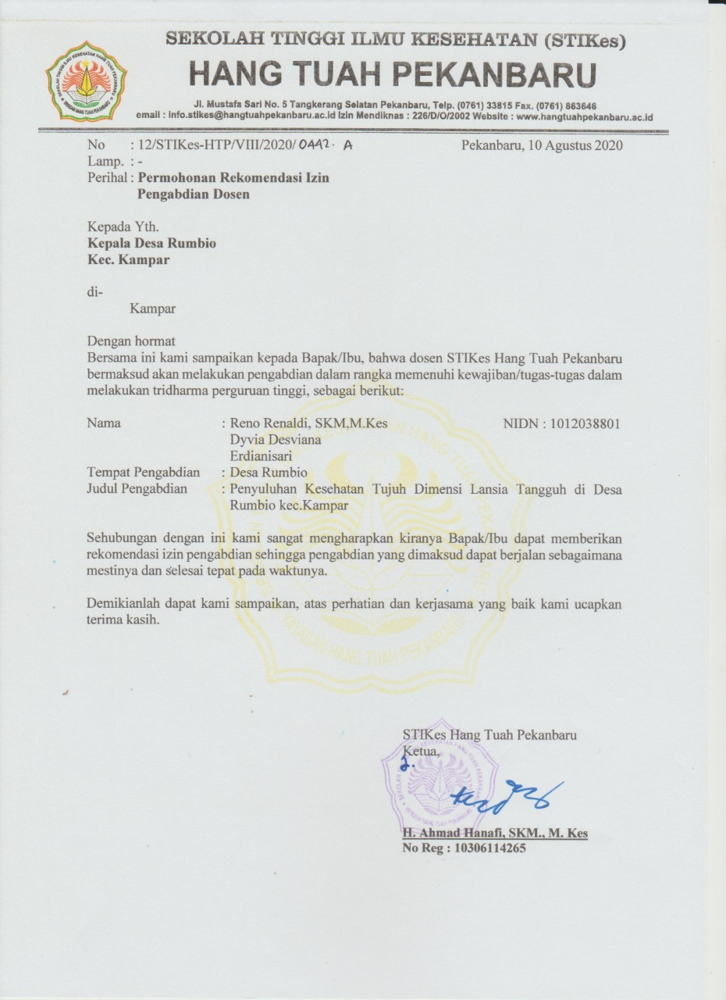 SEKOLAH TINGGI ILMU KESEHATAN (STIKes)
HANG TUAH PEKANBARU
Jl. Mustafa Sari No. 5 Tangkerang Selatan Pekanbaru, Telp. (0761) 33815 Fax. (0761) 863646
email : info.stikes@hangtuahpekanbaru.ac.id Izin Mendiknas : 226/D/O/2002 Website : www.hangtuahpekanbaru.ac.id
No : 12/STIKes-HTP/VIII/2020/ 0442. A Pekanbaru, 10 Agustus 2020
Lamp. : -
Perihal : Permohonan Rekomendasi Izin
Pengabdian Dosen
Kepada Yth.
Kepala Desa Rumbio
Kec. Kampar
di-
Kampar
Dengan hormat
Bersama ini kami sampaikan kepada Bapak/Ibu, bahwa dosen STIKes Hang Tuah Pekanbaru
bermaksud akan melakukan pengabdian dalam rangka memenuhi kewajiban/tugas-tugas dalam
melakukan tridharma perguruan tinggi, sebagai berikut:
Nama : Reno Renaldi, SKM,M.Kes NIDN : 1012038801
Dyvia Desviana
Erdianisari
Tempat Pengabdian : Desa Rumbio
Judul Pengabdian : Penyuluhan Kesehatan Tujuh Dimensi Lansia Tangguh di Desa
Rumbio kec.Kampar
Sehubungan dengan ini kami sangat mengharapkan kiranya Bapak/Ibu dapat memberikan
rekomendasi izin pengabdian sehingga pengabdian yang dimaksud dapat berjalan sebagaimana
mestinya dan selesai tepat pada waktunya.
Demikianlah dapat kami sampaikan, atas perhatian dan kerjasama yang baik kami ucapkan
terima kasih.
STIKes Hang Tuah Pekanbaru
Ketua,
H. Ahmad Hanafi, SKM., M. Kes
No Reg : 10306114265